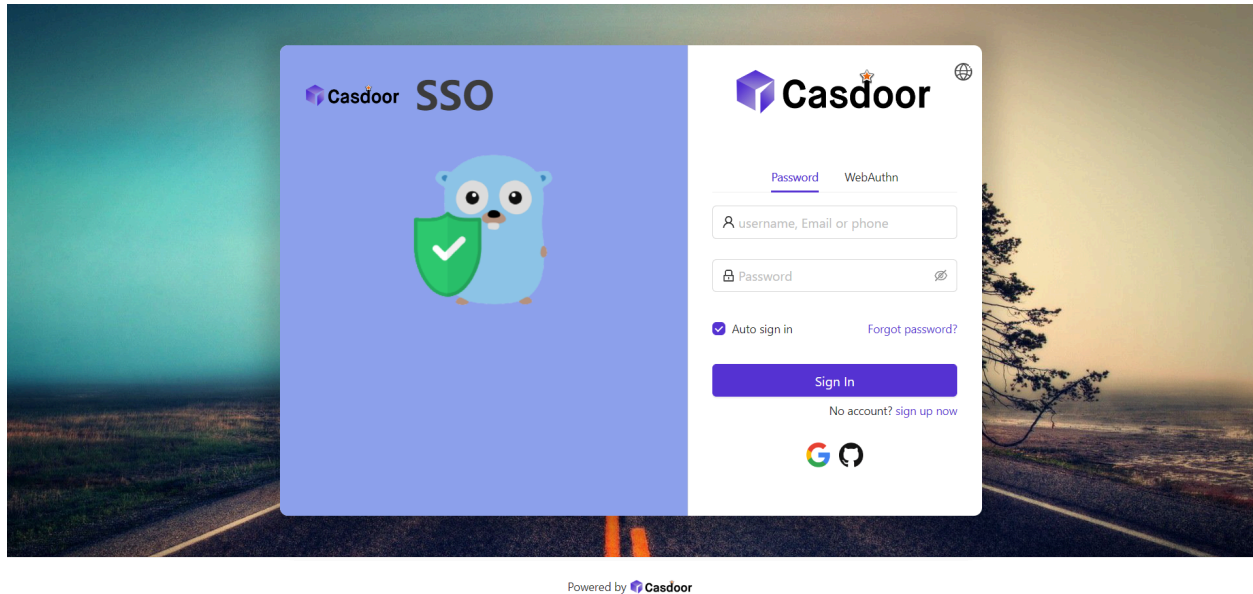 Casdoor SSO
Casdoor
Password WebAuthn
username, Email or phone
Password
Auto sign in Forgot password?
Sign In
No account? sign up now
Powered by Casdoor